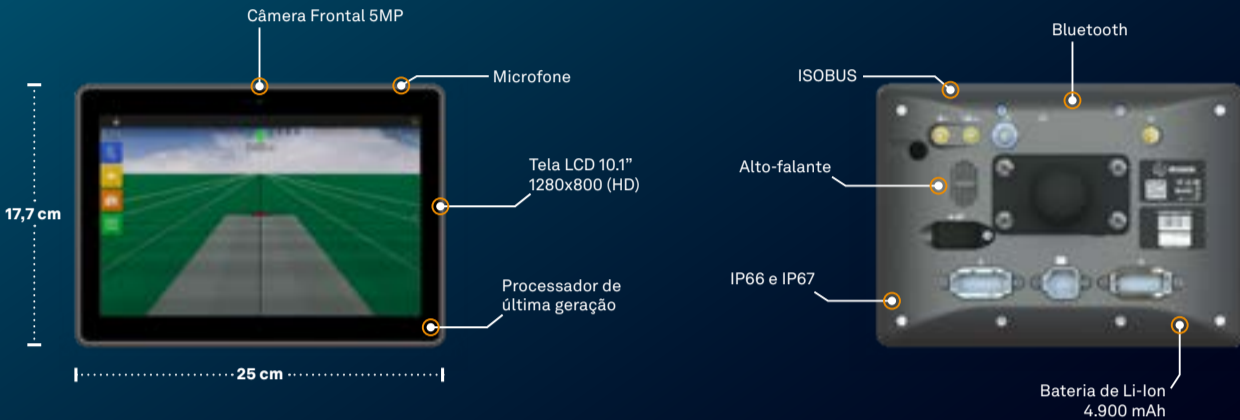 Câmera Frontal 5MP
Microfone
Tela LCD 10.1”
1280x800 (HD)
17,7 cm
Processador de
última geração
25 cm
Bluetooth
ISOBUS
Alto-falante
IP66 e IP67
Bateria de Li-Ion
4.900 mAh